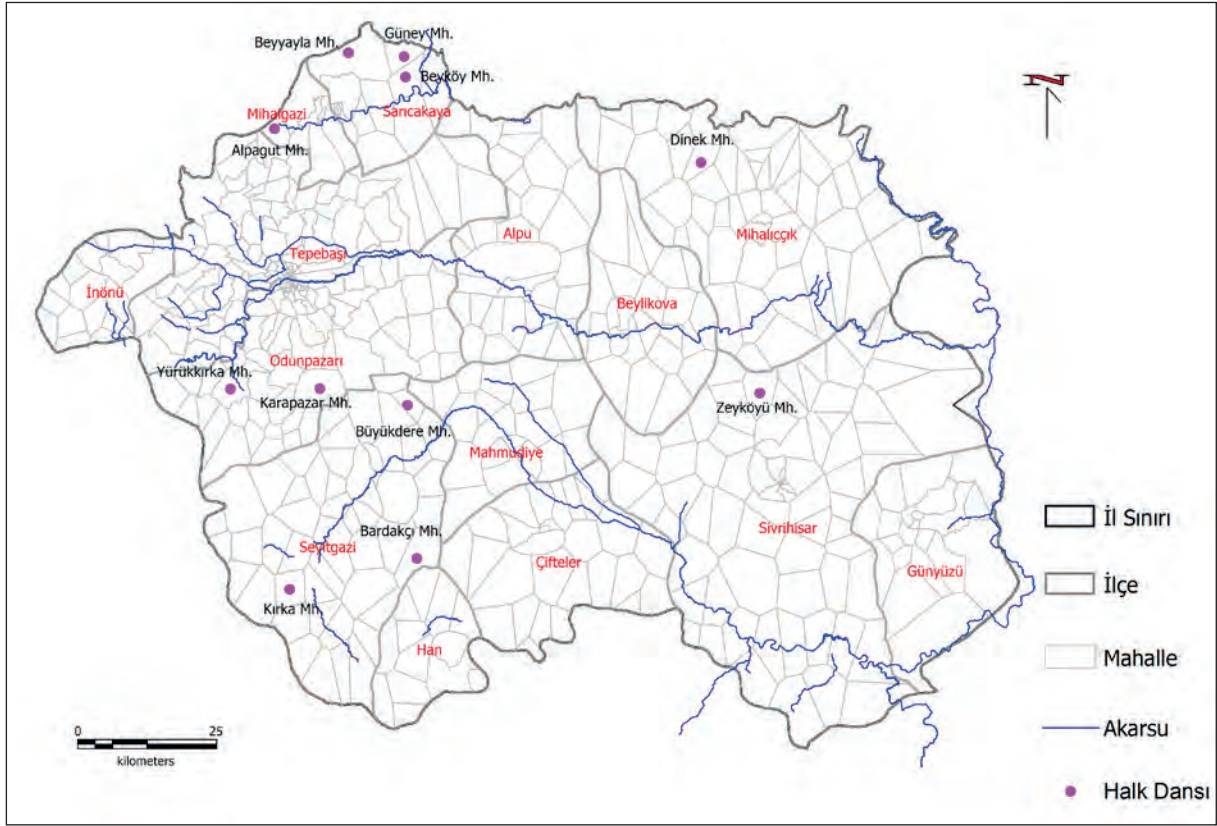 Güney Mh.
Beyyayla Mh.
Beyköy Mh.
Mihalgazi
Sarıcakaya
Alpagut Mh.
Dinek Mh.
Alpu
Mihalıccık
Tepebaşı
İnönü
Beylikova
Odunpazarı
Yürükkırka Mh.
Karapazar Mh.
Zeyköyü Mh.
Büyükdere Mh.
Mahmudiye
Sivrihisar
Bardakçı Mh.
Seyitgazi
Çifteler
Günyüzü
Kırka Mh.
Han
0 25
kilometers
İl Sınırı
İlçe
Mahalle
Akarsu
Halk Dansı
N